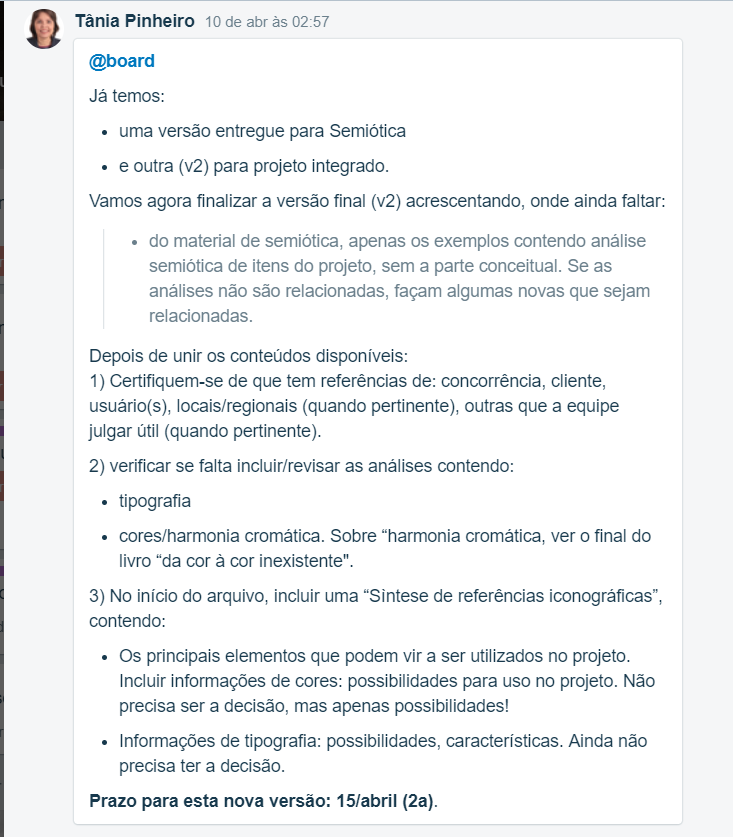 Tânia Pinheiro 10 de abr às 02:57
@board
Já temos:
• uma versão entregue para Semiótica
• e outra (v2) para projeto integrado.
Vamos agora finalizar a versão final (v2) acrescentando, onde ainda faltar:
• do material de semiótica, apenas os exemplos contendo análise
semiótica de itens do projeto, sem a parte conceitual. Se as
análises não são relacionadas, façam algumas novas que sejam
relacionadas.
Depois de unir os conteúdos disponíveis:
1) Certifiquem-se de que tem referências de: concorrência, cliente,
usuário(s), locais/regionais (quando pertinente), outras que a equipe
julgar útil (quando pertinente).
2) verificar se falta incluir/revisar as análises contendo:
• tipografia
• cores/harmonia cromática. Sobre “harmonia cromática, ver o final do
livro “da cor à cor inexistente".
3) No início do arquivo, incluir uma “Sìntese de referências iconográficas”,
contendo:
• Os principais elementos que podem vir a ser utilizados no projeto.
Incluir informações de cores: possibilidades para uso no projeto. Não
precisa ser a decisão, mas apenas possibilidades!
• Informações de tipografia: possibilidades, características. Ainda não
precisa ter a decisão.
Prazo para esta nova versão: 15/abril (2a).